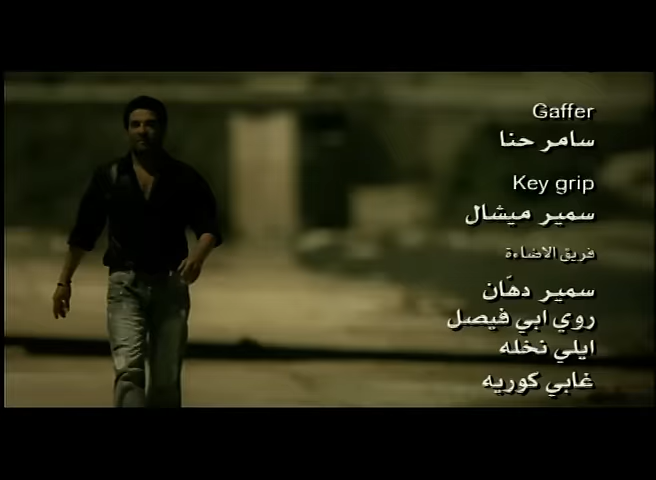 Gaffer
سامر حنا
Key grip
سمير ميشال
فريق الاضاءة
سمير دهّان
روي ابي فيصل
ايلي نخله
غابي كوريه